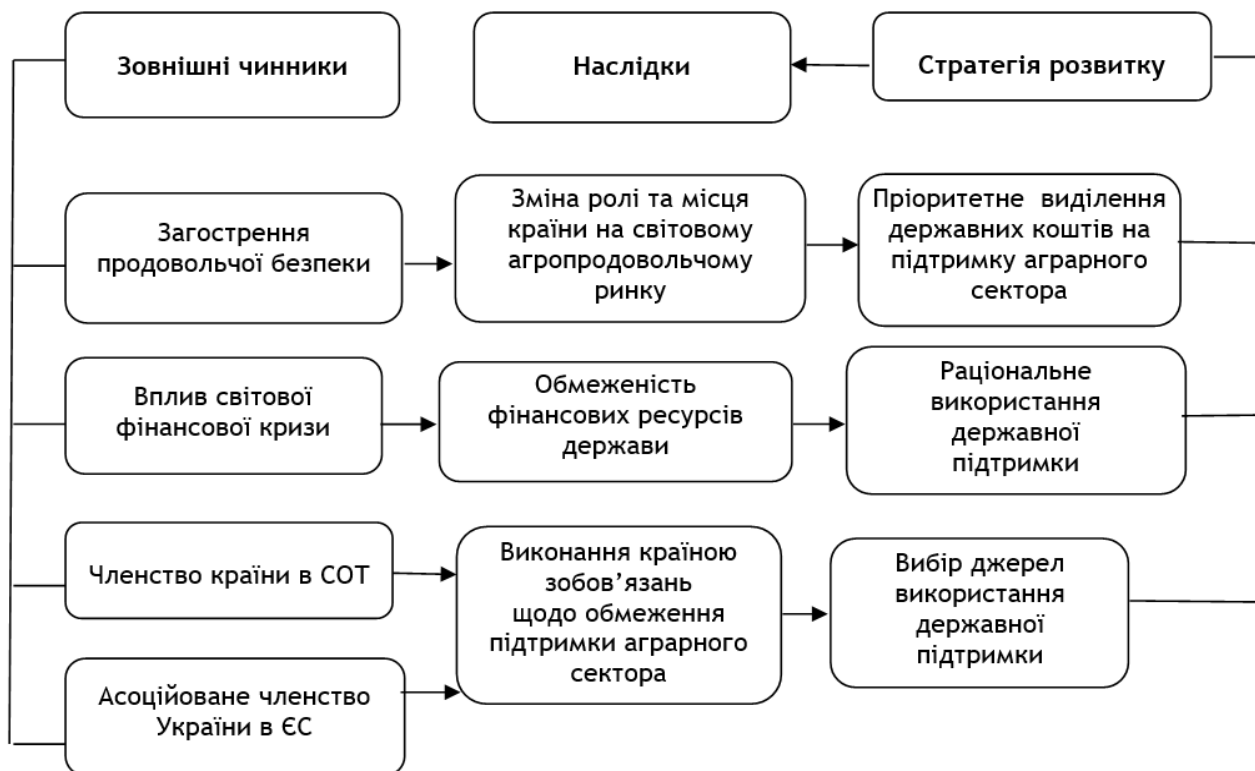 Зовнішні чинники
Наслідки
Стратегія розвитку
Загострення
продовольчої безпеки
Зміна ролі та місця
країни на світовому
агропродовольчому
ринку
Пріоритетне виділення
державних коштів на
підтримку аграрного
сектора
Вплив світової
фінансової кризи
Обмеженість
фінансових ресурсів
держави
Раціональне
використання
державної
підтримки
Членство країни в СОТ
Асоційоване членство
України в ЄС
Виконання країною
зобов’язань
щодо обмеження
підтримки аграрного
сектора
Вибір джерел
використання
державної
підтримки